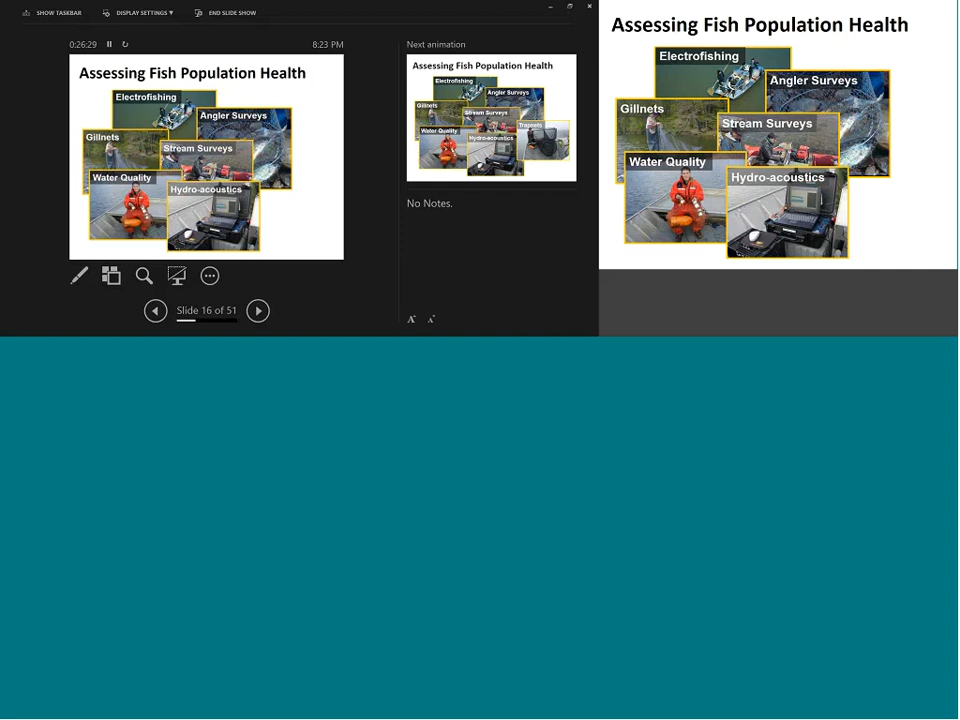 SHOW TASKBAR
DISPLAY SETTINGS ▾
END SLIDE SHOW
0:26:29
8:23 PM
Assessing Fish Population Health
Electrofishing
Angler Surveys
Gillnets
Stream Surveys
Water Quality
Hydro-acoustics
Slide 16 of 51
Next animation
Assessing Fish Population Health
Electrofishing
Angler Surveys
Gillnets
Stream Surveys
Trapnets
Water Quality
Hydro-acoustics
No Notes.
A
A
Assessing Fish Population Health
Electrofishing
Angler Surveys
Gillnets
Stream Surveys
Water Quality
Hydro-acoustics